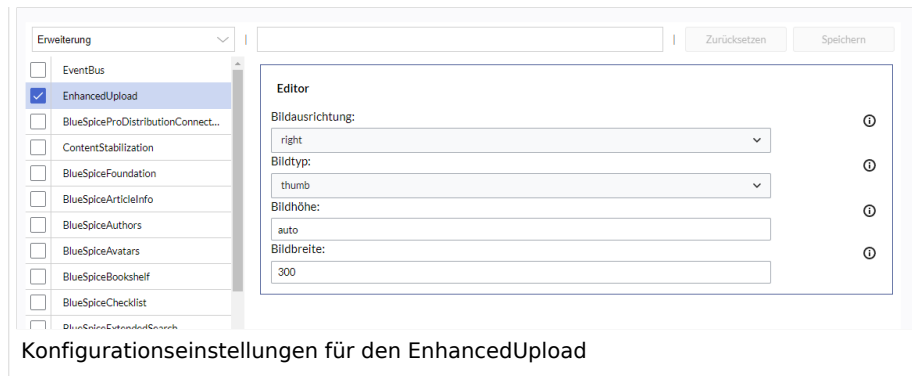 Erweiterung
Zurücksetzen
Speichern
EventBus
EnhancedUpload
BlueSpiceProDistributionConnect...
ContentStabilization
BlueSpiceFoundation
BlueSpiceArticleInfo
BlueSpiceAuthors
BlueSpiceAvatars
BlueSpiceBookshelf
BlueSpiceChecklist
BlueSpiceExtendedSearch
Editor
Bildausrichtung:
right
Bildtyp:
thumb
Bildhöhe:
auto
Bildbreite:
300
Konfigurationseinstellungen für den EnhancedUpload